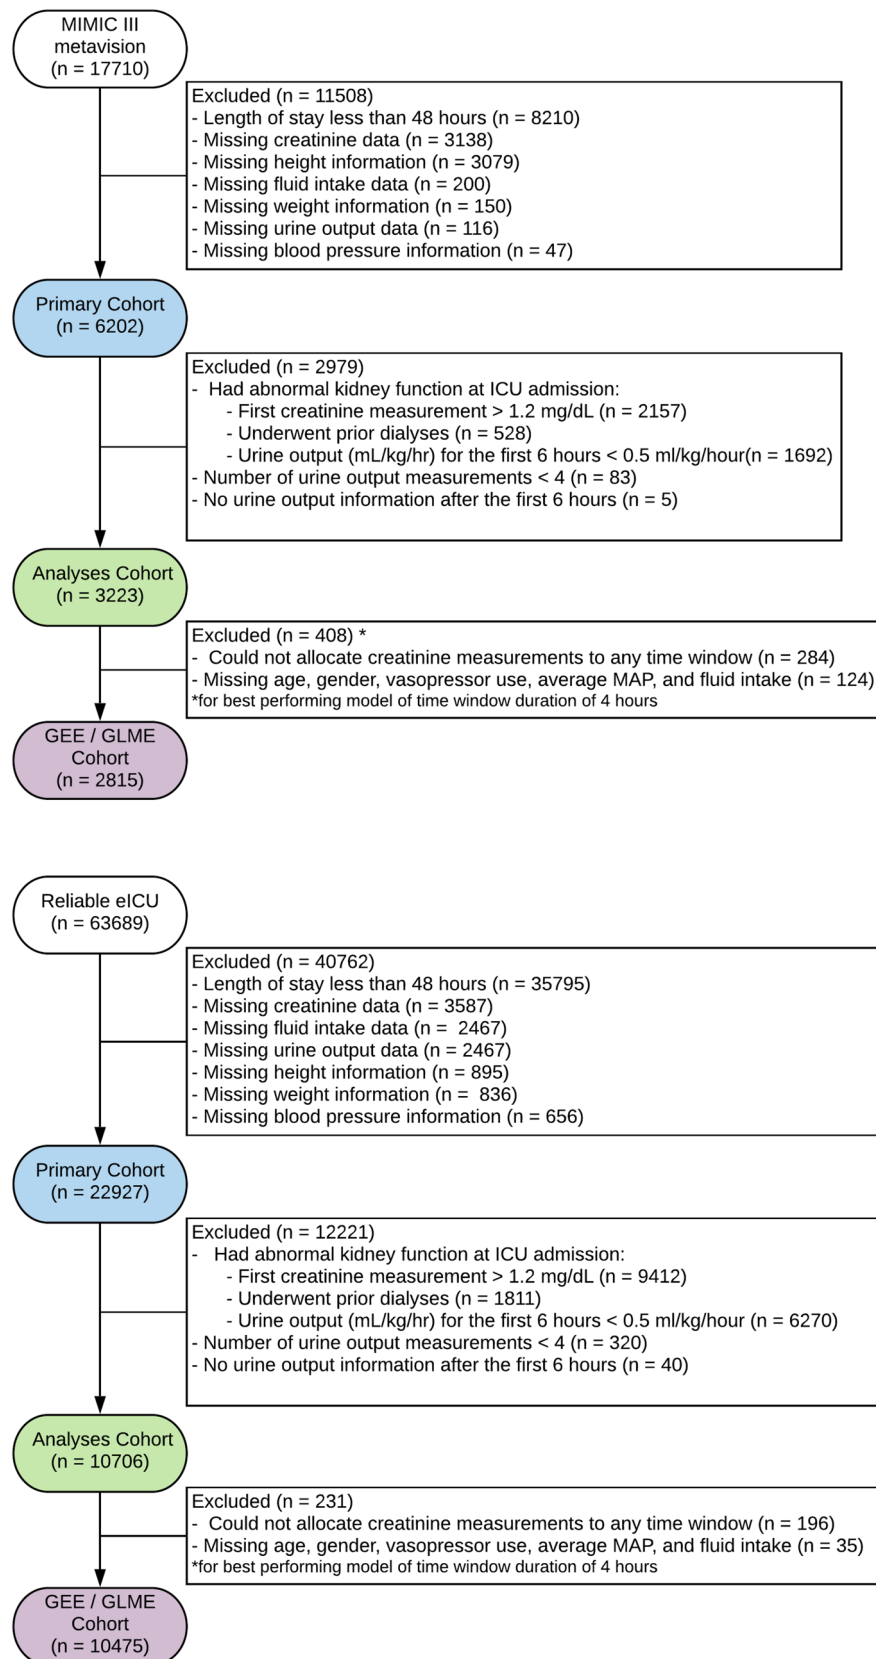 MIMIC III
metavision
(n = 17710)
Excluded (n = 11508)
- Length of stay less than 48 hours (n = 8210)
- Missing creatinine data (n = 3138)
- Missing height information (n = 3079)
- Missing fluid intake data (n = 200)
- Missing weight information (n = 150)
- Missing urine output data (n = 116)
- Missing blood pressure information (n = 47)
Primary Cohort
(n = 6202)
Excluded (n = 2979)
- Had abnormal kidney function at ICU admission:
- First creatinine measurement > 1.2 mg/dL (n = 2157)
- Underwent prior dialyses (n = 528)
- Urine output (mL/kg/hr) for the first 6 hours < 0.5 ml/kg/hour(n = 1692)
- Number of urine output measurements < 4 (n = 83)
- No urine output information after the first 6 hours (n = 5)
Analyses Cohort
(n = 3223)
Excluded (n = 408) *
- Could not allocate creatinine measurements to any time window (n = 284)
- Missing age, gender, vasopressor use, average MAP, and fluid intake (n = 124)
*for best performing model of time window duration of 4 hours
GEE / GLME
Cohort
(n = 2815)
Reliable eICU
(n = 63689)
Excluded (n = 40762)
- Length of stay less than 48 hours (n = 35795)
- Missing creatinine data (n = 3587)
- Missing fluid intake data (n = 2467)
- Missing urine output data (n = 2467)
- Missing height information (n = 895)
- Missing weight information (n = 836)
- Missing blood pressure information (n = 656)
Primary Cohort
(n = 22927)
Excluded (n = 12221)
- Had abnormal kidney function at ICU admission:
- First creatinine measurement > 1.2 mg/dL (n = 9412)
- Underwent prior dialyses (n = 1811)
- Urine output (mL/kg/hr) for the first 6 hours < 0.5 ml/kg/hour (n = 6270)
- Number of urine output measurements < 4 (n = 320)
- No urine output information after the first 6 hours (n = 40)
Analyses Cohort
(n = 10706)
Excluded (n = 231)
- Could not allocate creatinine measurements to any time window (n = 196)
- Missing age, gender, vasopressor use, average MAP, and fluid intake (n = 35)
*for best performing model of time window duration of 4 hours
GEE / GLME
Cohort
(n = 10475)